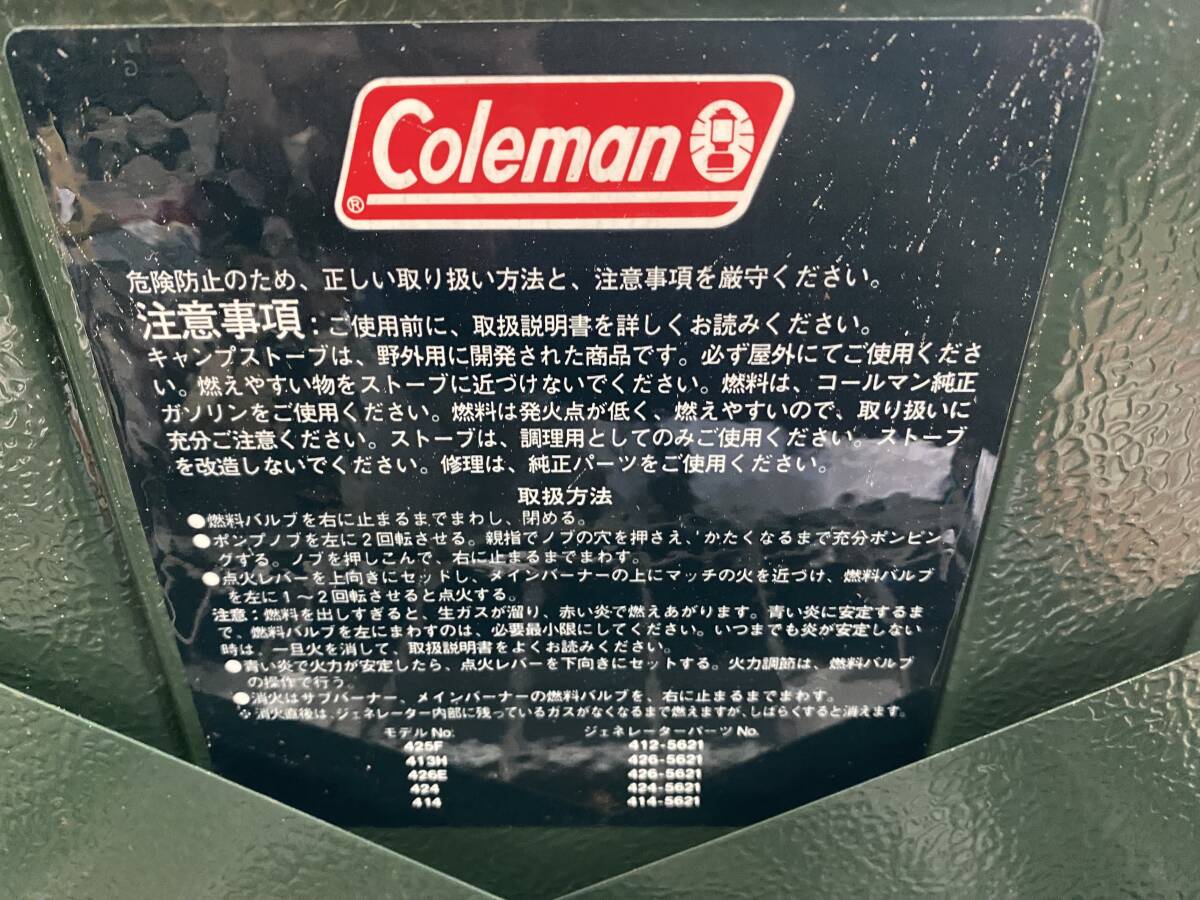 Coleman
®
危険防止のため、正しい取り扱い方法と、注意事項を厳守ください。
注意事項：ご使用前に、取扱説明書を詳しくお読みください。
キャンプストーブは、野外用に開発された商品です。必ず屋外にてご使用くださ
い。燃えやすい物をストーブに近づけないでください。燃料は、コールマン純正
ガソリンをご使用ください。燃料は発火点が低く、燃えやすいので、取り扱いに
充分ご注意ください。ストーブは、調理用としてのみご使用ください。ストーブ
を改造しないでください。修理は、純正パーツをご使用ください。
取扱方法
●燃料バルブを右に止まるまでまわし、閉める。
●ポンプノブを左に2回転させる。親指でノブの穴を押さえ、かたくなるまで充分ポンピン
グする。ノブを押しこんで、右に止まるまでまわす。
●点火レバーを上向きにセットし、メインバーナーの上にマッチの火を近づけ、燃料バルブ
を左に1～2回転させると点火する。
注意：燃料を出しすぎると、生ガスが溜り、赤い炎で燃えあがります。青い炎に安定するま
で、燃料バルブを左にまわすのは、必要最小限にしてください。いつまでも炎が安定しない
時は、一旦火を消して、取扱説明書をよくお読みください。
●青い炎で火力が安定したら、点火レバーを下向きにセットする。火力調節は、燃料バルブ
の操作で行う。
●消火はサブバーナー、メインバーナーの燃料バルブを、右に止まるまでまわす。
※消火直後は、ジェネレーター内部に残っているガスがなくなるまで燃えますが、しばらくすると消えます。
モデルNo. ジェネレーターパーツNo.
425F 412-5621
413H 426-5621
426E 426-5621
424 424-5621
414 414-5621